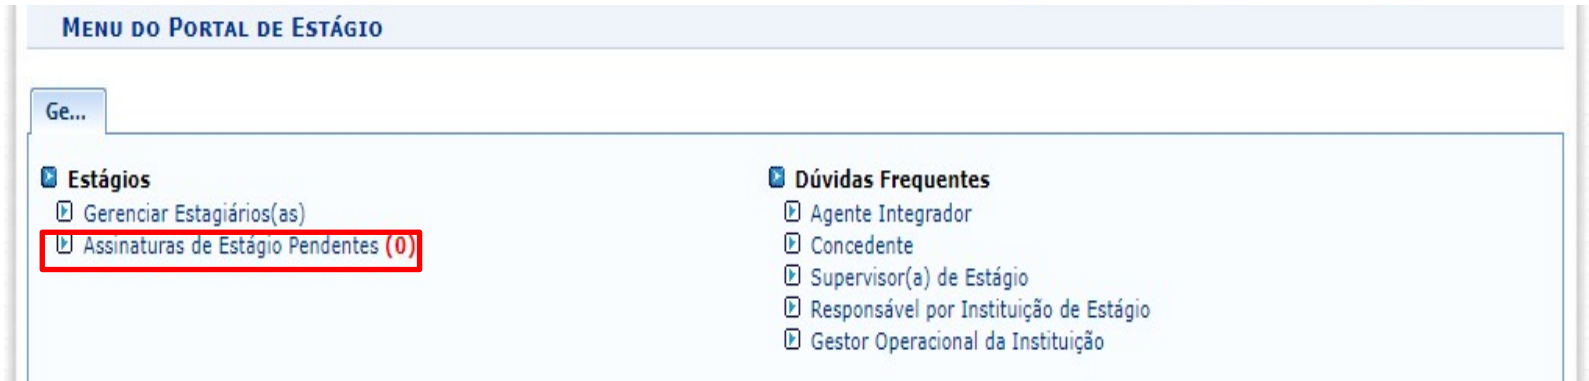 MENU DO PORTAL DE ESTÁGIO
Ge...
Estágios
Gerenciar Estagiários(as)
Assinaturas de Estágio Pendentes (0)
Dúvidas Frequentes
Agente Integrador
Concedente
Supervisor(a) de Estágio
Responsável por Instituição de Estágio
Gestor Operacional da Instituição